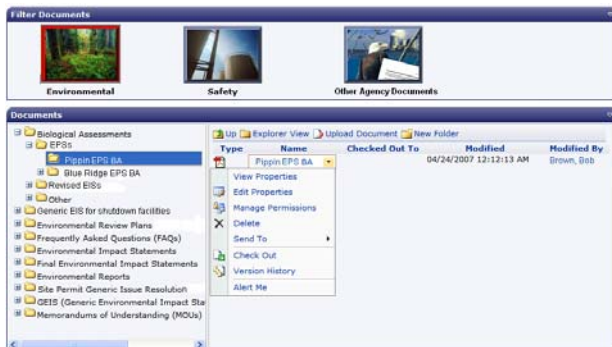 Filter Documents
Environmental
Safety
Other Agency Documents
Documents
Biological Assessments
EPSs
Pippin EPS BA
Blue Ridge EPS BA
Revised EISs
Other
Generic EIS for shutdown facilities
Environmental Review Plans
Frequently Asked Questions (FAQs)
Environmental Impact Statements
Final Environmental Impact Statements
Environmental Reports
Site Permit Generic Issue Resolution
GEIS (Generic Environmental Impact Sta
Memorandums of Understanding (MOUs)
Up Explorer View Upload Document New Folder
Type Name Checked Out To Modified Modified By
Pippin EPS BA 04/24/2007 12:12:13 AM Brown, Bob
View Properties
Edit Properties
Manage Permissions
Delete
Send To
Check Out
Version History
Alert Me